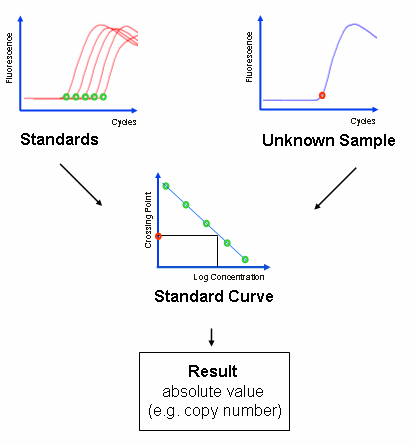 Fluorescence
Cycles
Standards
Fluorescence
Cycles
Unknown Sample
Crossing Point
Log Concentration
Standard Curve
Result
absolute value
(e.g. copy number)